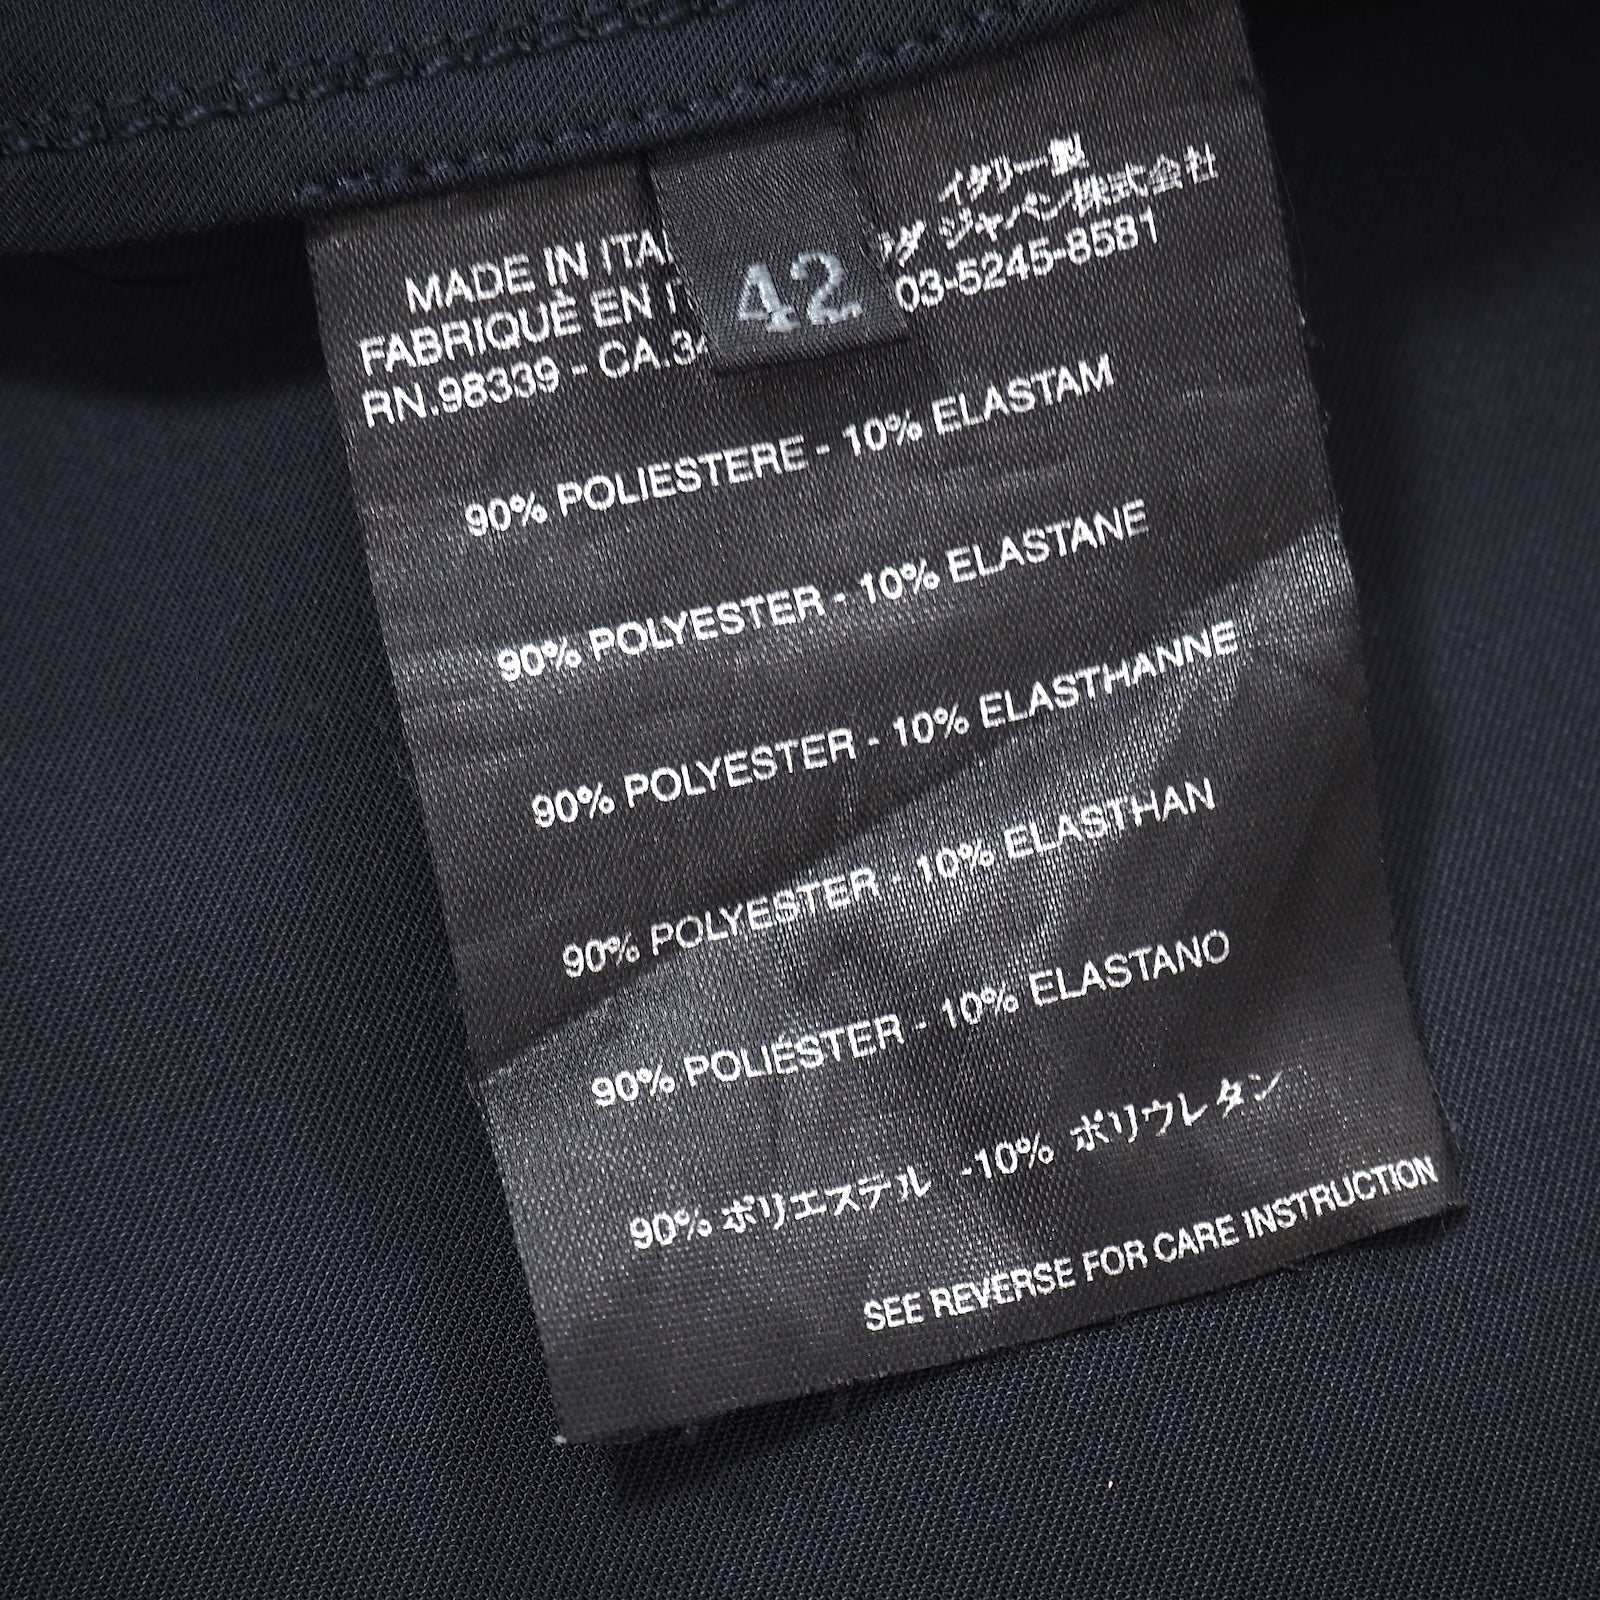 イタリー製
MADE IN ITA ダ ジャパン株式会社
FABRIQUÈ EN 42 03-5245-8581
RN.98339 - CA.3
90% POLIESTERE - 10% ELASTAM
90% POLYESTER - 10% ELASTANE
90% POLYESTER - 10% ELASTHANNE
90% POLYESTER - 10% ELASTHAN
90% POLIÉSTER - 10% ELASTANO
90% ポリエステル -10% ポリウレタン
SEE REVERSE FOR CARE INSTRUCTION